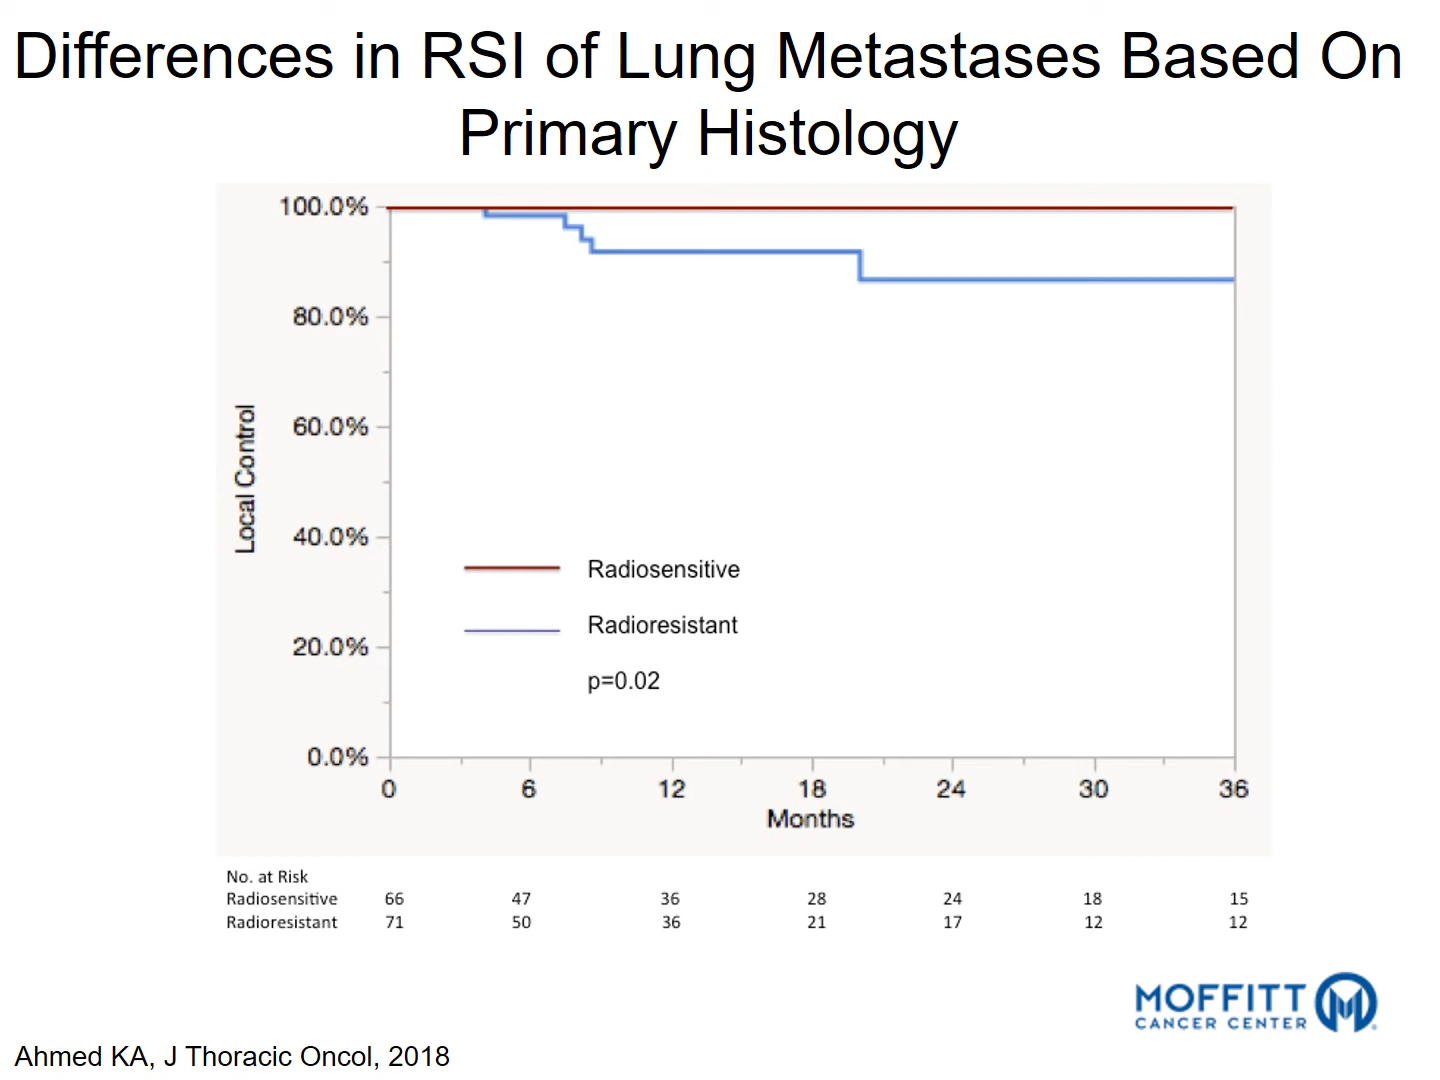 Differences in RSI of Lung Metastases Based On
Primary Histology
100.0%
80.0%
60.0%
40.0%
20.0%
0.0%
Local Control
Radiosensitive
Radioresistant
p=0.02
0 6 12 18 24 30 36
Months
No. at Risk
Radiosensitive 66 47 36 28 24 18 15
Radioresistant 71 50 36 21 17 12 12
MOFFITT
CANCER CENTER
Ahmed KA, J Thoracic Oncol, 2018